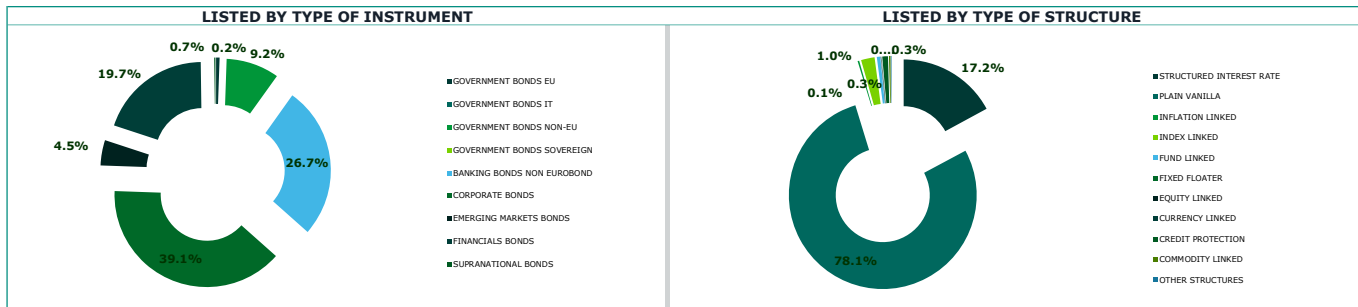 LISTED BY TYPE OF INSTRUMENT
0.7%
0.2%
9.2%
19.7%
4.5%
26.7%
39.1%
GOVERNMENT BONDS EU
GOVERNMENT BONDS IT
GOVERNMENT BONDS NON-EU
GOVERNMENT BONDS SOVEREIGN
BANKING BONDS NON EUROBOND
CORPORATE BONDS
EMERGING MARKETS BONDS
FINANCIALS BONDS
SUPRANATIONAL BONDS
LISTED BY TYPE OF STRUCTURE
1.0%
0...
0.3%
17.2%
0.3%
0.1%
78.1%
STRUCTURED INTEREST RATE
PLAIN VANILLA
INFLATION LINKED
INDEX LINKED
FUND LINKED
FIXED FLOATER
EQUITY LINKED
CURRENCY LINKED
CREDIT PROTECTION
COMMODITY LINKED
OTHER STRUCTURES